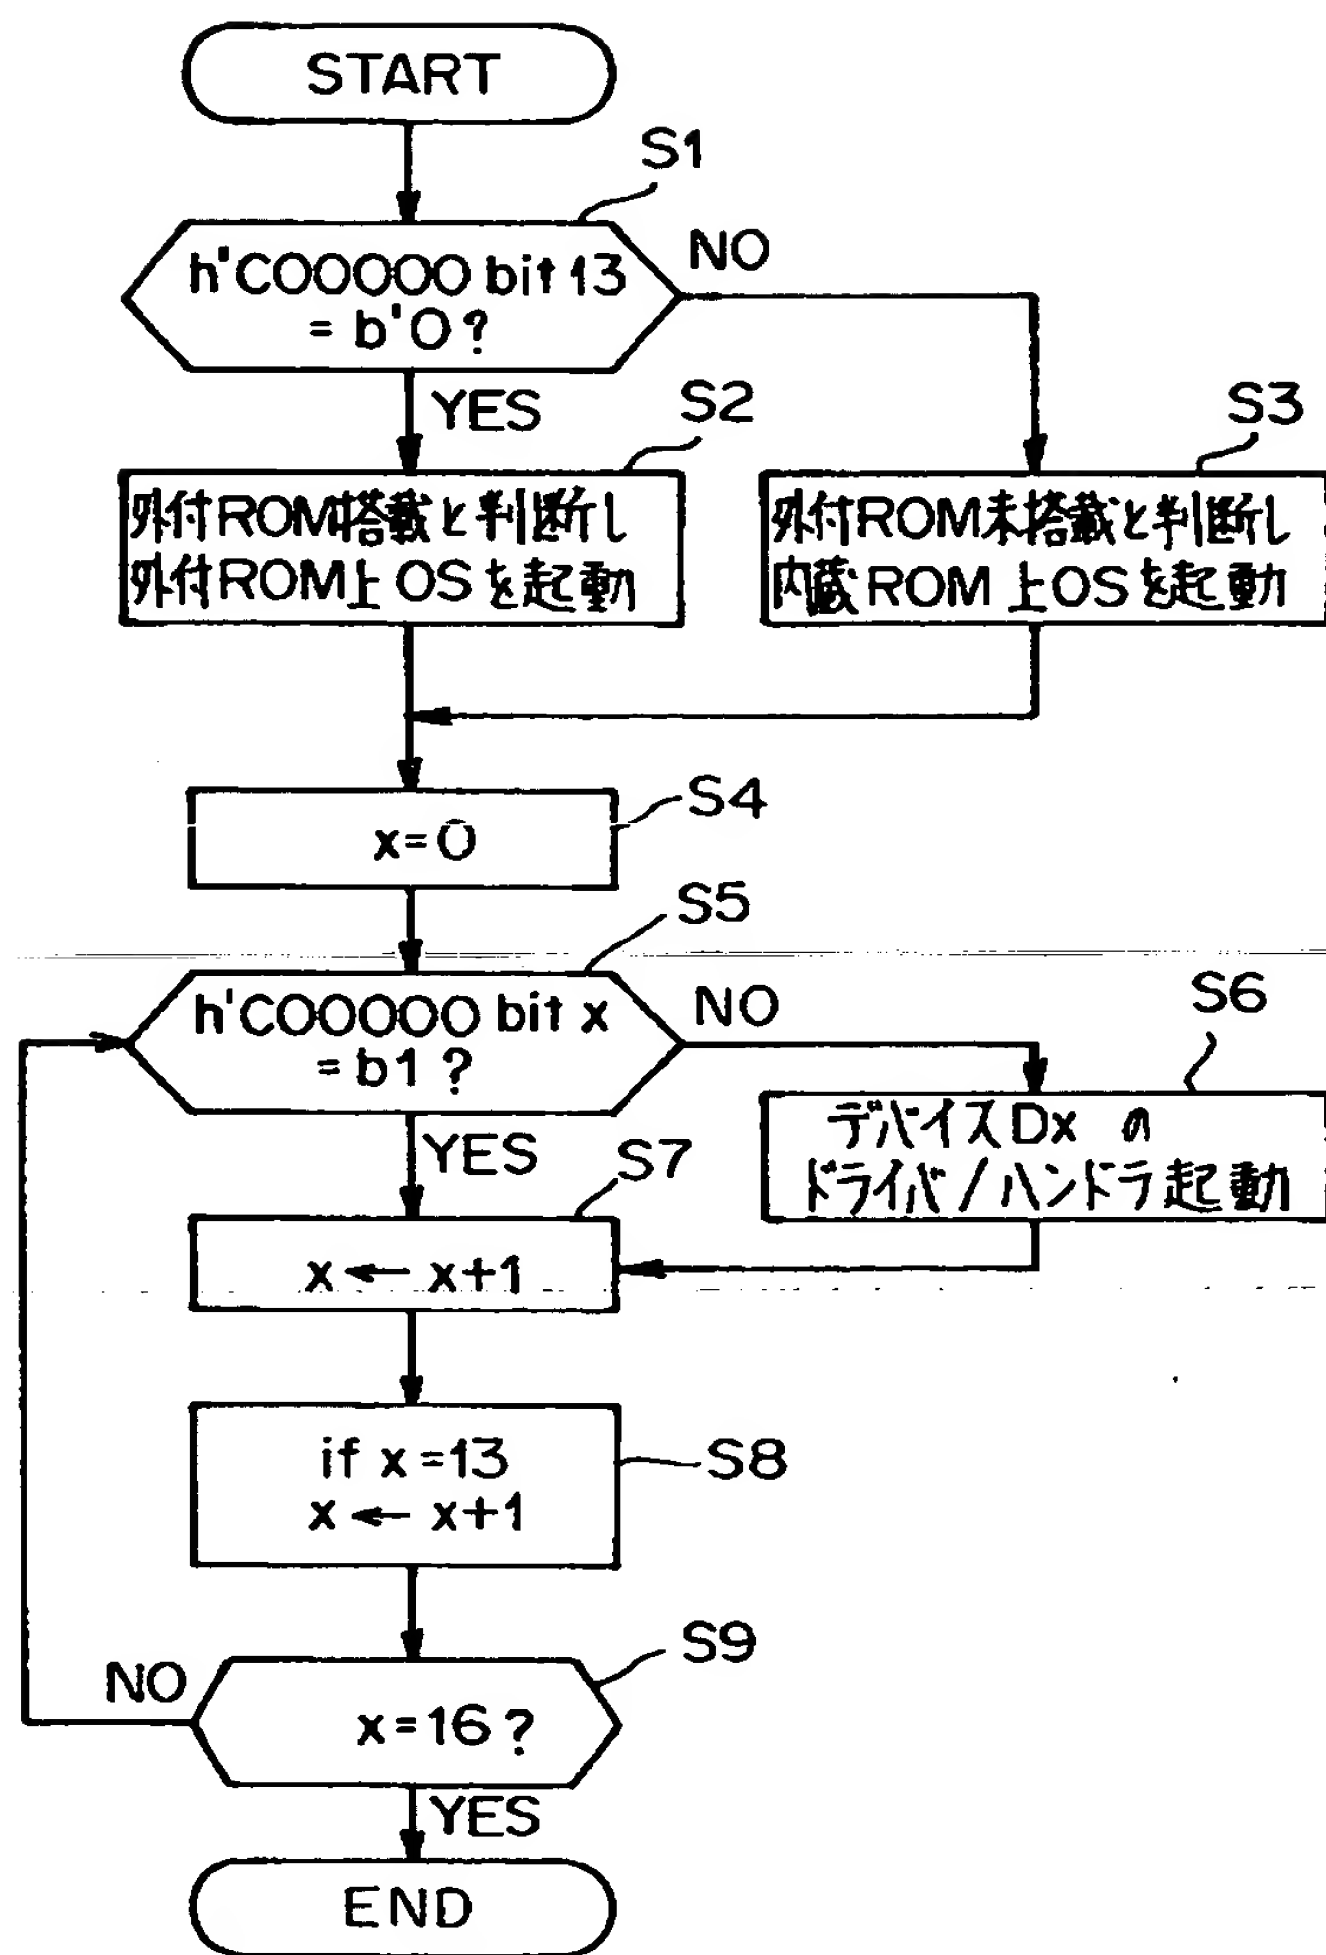 START
S1
h'C00000 bit 13
= b'0?
NO
YES
S2
外付ROM搭載と判断し
外付ROM上OSを起動
S3
外付ROM未搭載と判断し
内蔵ROM上OSを起動
S4
x=0
S5
h'C00000 bit x
= b1?
NO
S6
デバイスDx の
ドライバ/ハンドラ起動
YES
S7
x ← x+1
if x=13
x ← x+1
S8
S9
x=16?
NO
YES
END